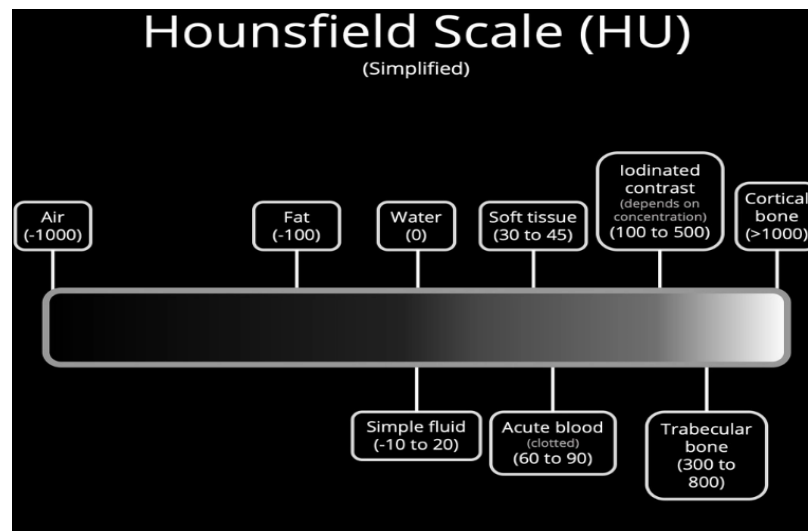 Hounsfield Scale (HU)
(Simplified)
Air
(-1000)
Fat
(-100)
Water
(0)
Soft tissue
(30 to 45)
Iodinated
contrast
(depends on
concentration)
(100 to 500)
Cortical
bone
(>1000)
Simple fluid
(-10 to 20)
Acute blood
(clotted)
(60 to 90)
Trabecular
bone
(300 to
800)